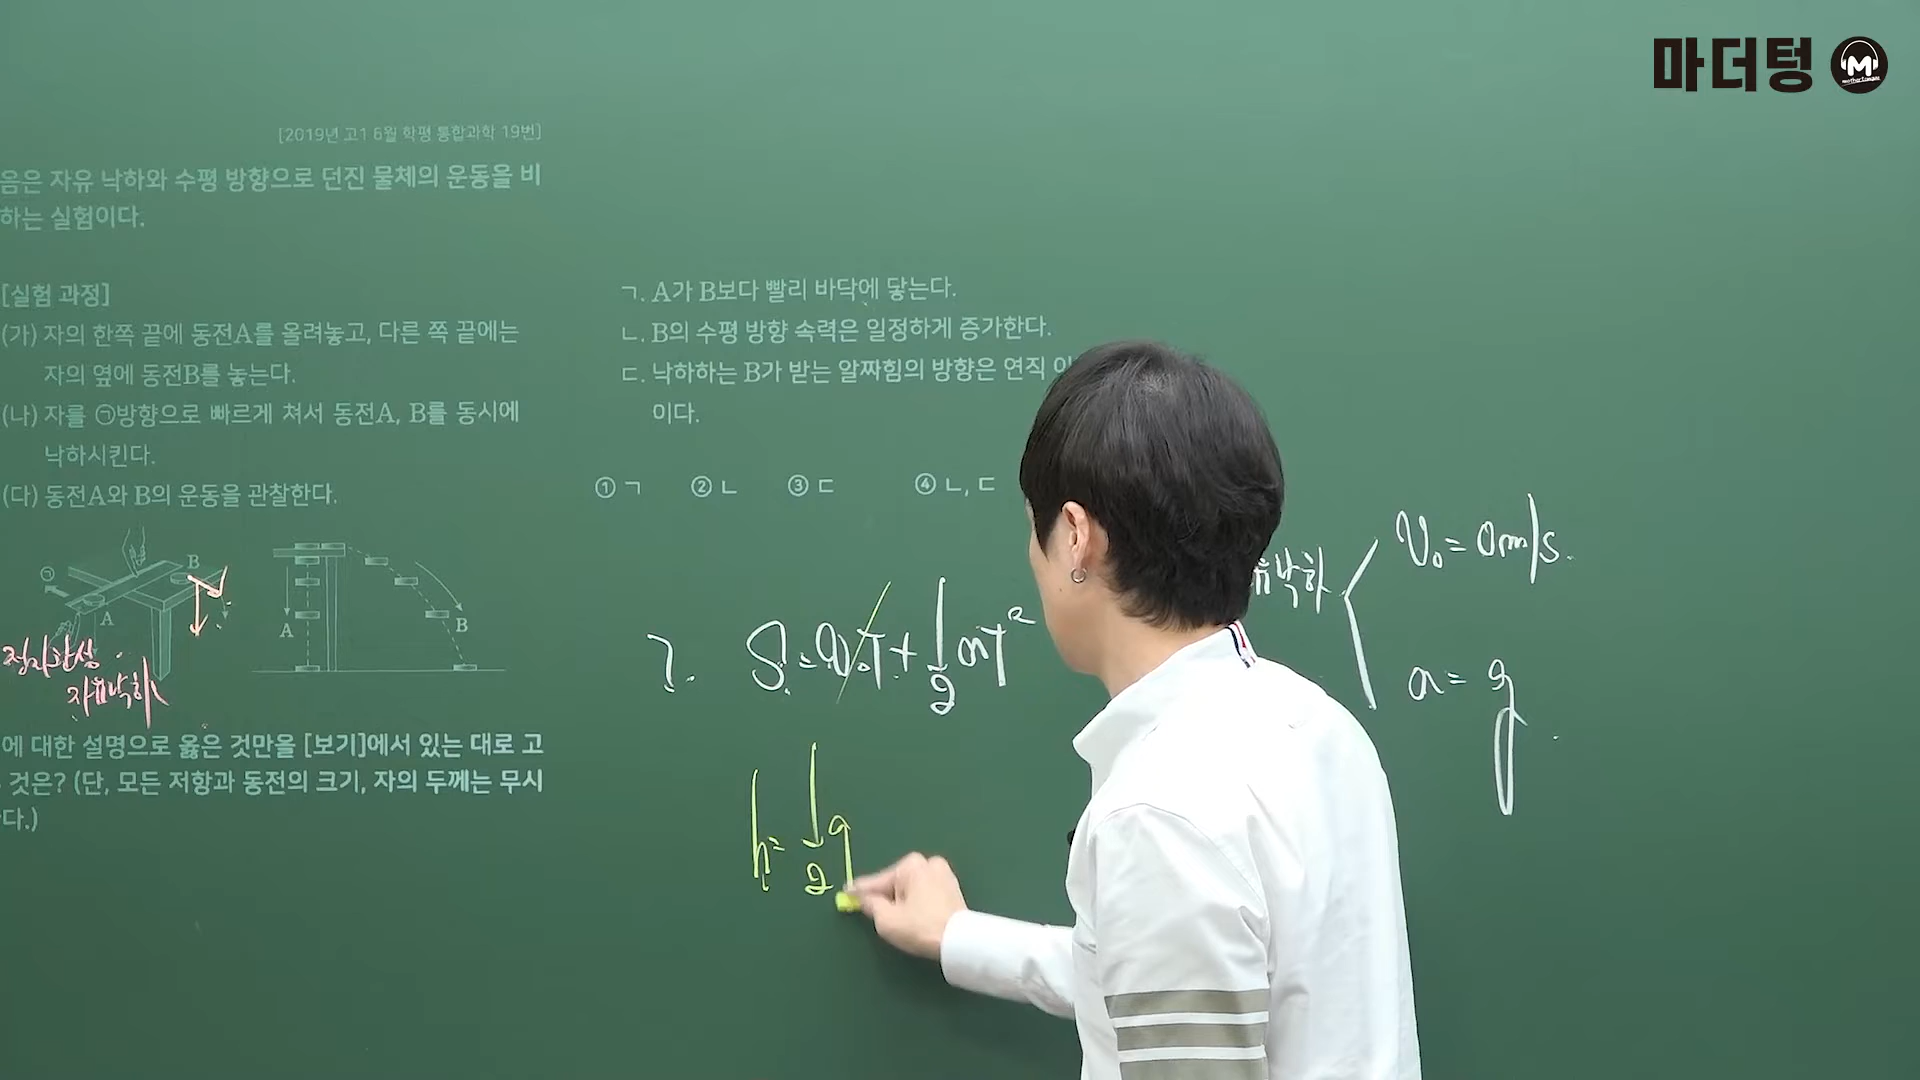 마더텅
[2019년 고1 6월 학평 통합과학 19번]
음은 자유 낙하와 수평 방향으로 던진 물체의 운동을 비
하는 실험이다.
[실험 과정]
(가) 자의 한쪽 끝에 동전A를 올려놓고, 다른 쪽 끝에는
자의 옆에 동전B를 놓는다.
(나) 자를 ㉠방향으로 빠르게 쳐서 동전A, B를 동시에
낙하시킨다.
(다) 동전A와 B의 운동을 관찰한다.
㉠
B
A
A
B
정지관성
자유낙하
에 대한 설명으로 옳은 것만을 [보기]에서 있는 대로 고
것은? (단, 모든 저항과 동전의 크기, 자의 두께는 무시
다.)
ㄱ. A가 B보다 빨리 바닥에 닿는다.
ㄴ. B의 수평 방향 속력은 일정하게 증가한다.
ㄷ. 낙하하는 B가 받는 알짜힘의 방향은 연직
이다.
① ㄱ ② ㄴ ③ ㄷ ④ ㄴ, ㄷ
ㄱ. S=V₀T+1/2aT²
h=1/2g
유낙하
V₀=0m/s.
a=g